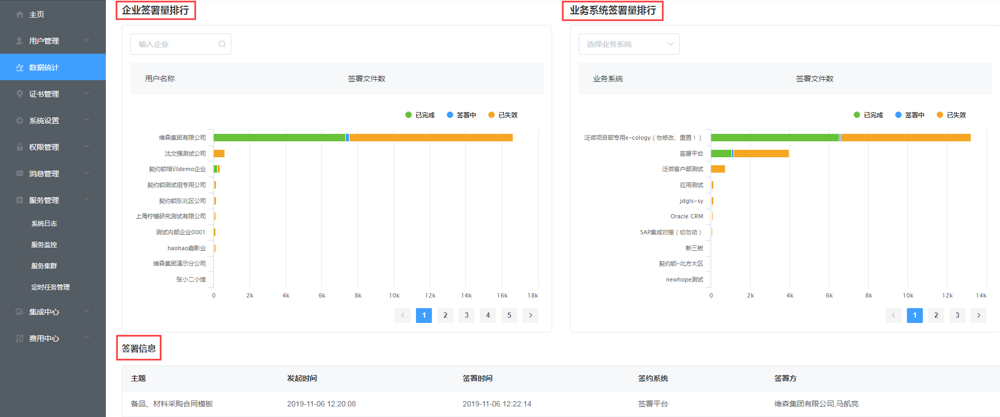 主页
用户管理
数据统计
证书管理
系统设置
权限管理
消息管理
服务管理
系统日志
服务监控
服务集群
定时任务管理
集成中心
费用中心
企业签署量排行
输入企业
用户名称 签署文件数
已完成 签署中 已失效
维森集团有限公司
沈文强测试公司
契约锁培训demo企业
契约锁测试组专用公司
契约锁东北区公司
上海柠檬研究测试有限公司
测试内部企业0001
haohao嘉影业
维森集团演示分公司
张小二小馆
0 2k 4k 6k 8k 10k 12k 14k 16k 18k
1 2 3 4 5
业务系统签署量排行
选择业务系统
业务系统 签署文件数
已完成 签署中 已失效
泛微项目部专用e-cology（勿修改、重置！）
签署平台
泛微客户部测试
应用测试
jdgls-sy
Oracle CRM
SAP集成对接（切勿动）
新三板
契约锁-北方大区
newhope测试
0 2k 4k 6k 8k 10k 12k 14k
1 2 3
签署信息
主题 发起时间 签署时间 签约系统 签署方
备品、材料采购合同模板 2019-11-06 12:20:08 2019-11-06 12:22:14 签署平台 维森集团有限公司,马凯亮